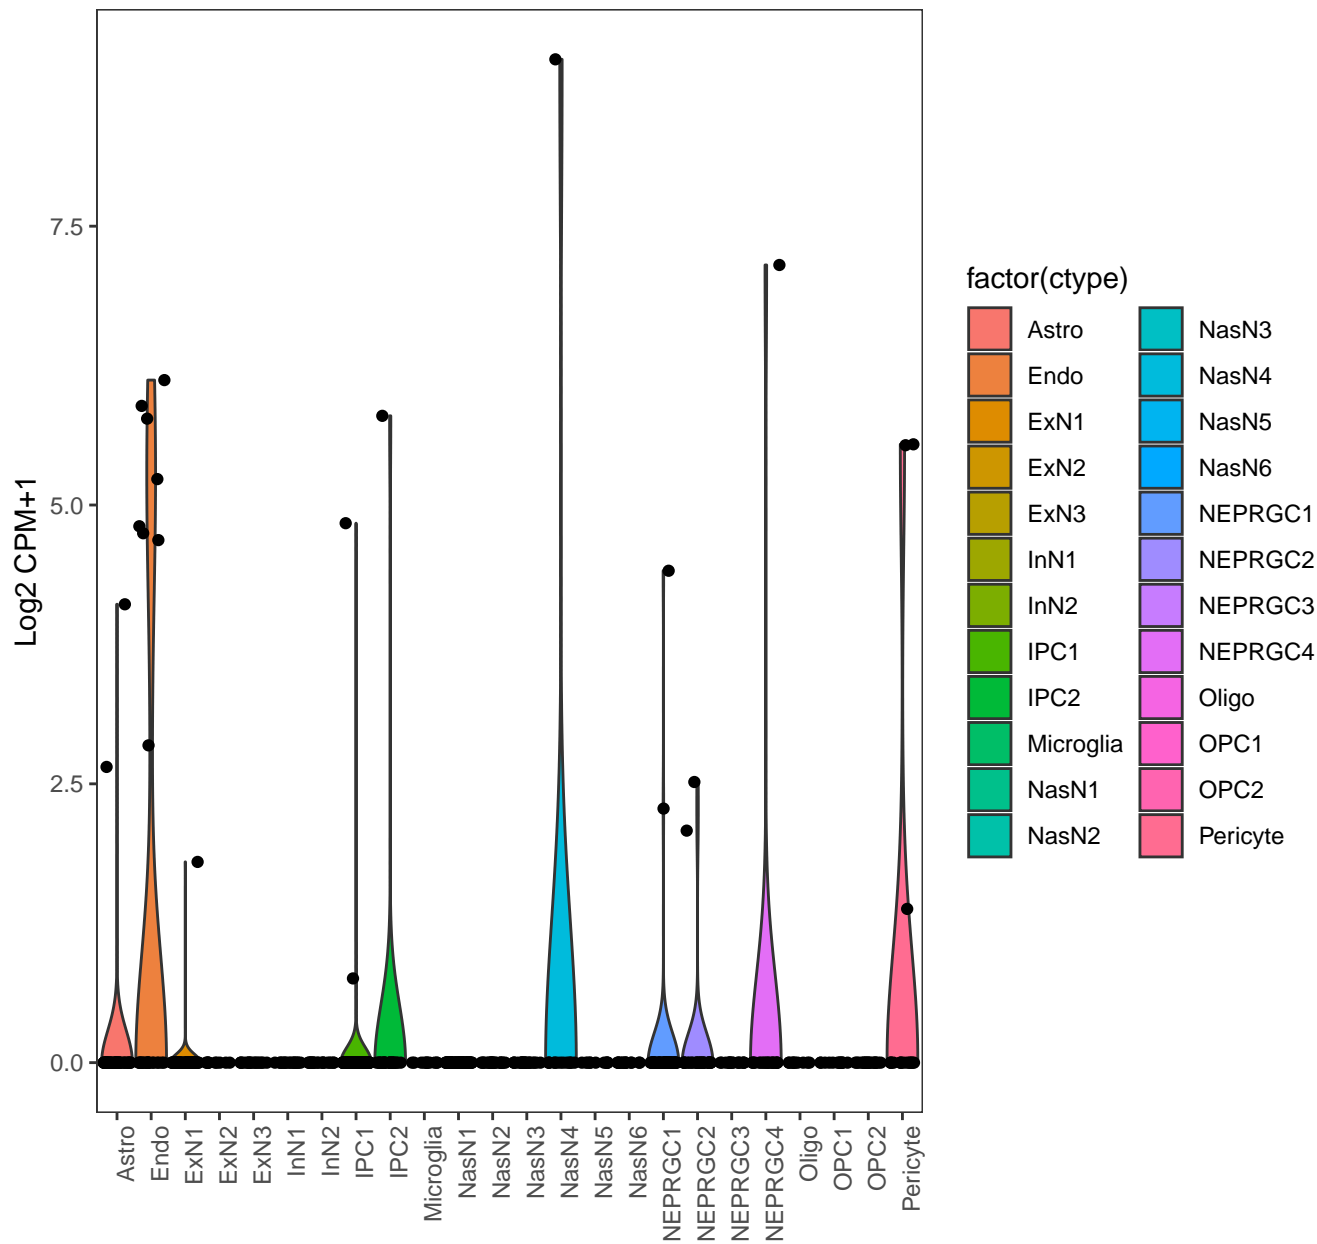 Log2 CPM+1
7.5
5.0
2.5
0.0
Astro
Endo
ExN1
ExN2
ExN3
InN1
InN2
IPC1
IPC2
Microglia
NasN1
NasN2
NasN3
NasN4
NasN5
NasN6
NEPRGC1
NEPRGC2
NEPRGC3
NEPRGC4
Oligo
OPC1
OPC2
Pericyte
factor(ctype)
Astro
Endo
ExN1
ExN2
ExN3
InN1
InN2
IPC1
IPC2
Microglia
NasN1
NasN2
NasN3
NasN4
NasN5
NasN6
NEPRGC1
NEPRGC2
NEPRGC3
NEPRGC4
Oligo
OPC1
OPC2
Pericyte